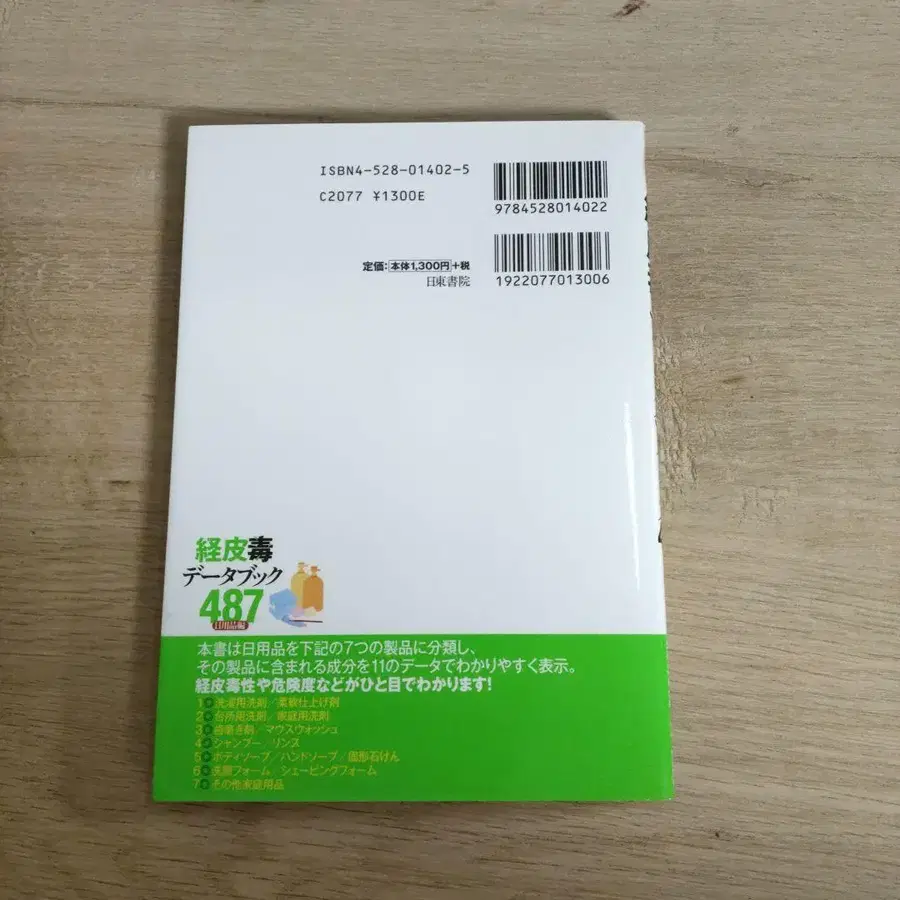 ISBN4-528-01402-5
C2077 ¥1300E
9784528014022
定価：本体1,300円+税
日東書院
1922077013006
経皮毒
データブック
487
日用品編
本書は日用品を下記の7つの製品に分類し、
その製品に含まれる成分を11のデータでわかりやすく表示。
経皮毒性や危険度などがひと目でわかります！
1 洗濯用洗剤／柔軟仕上げ剤
2 台所用洗剤／家庭用洗剤
3 歯磨き剤／マウスウォッシュ
4 シャンプー／リンス
5 ボディソープ／ハンドソープ／固形石けん
6 洗顔フォーム／シェービングフォーム
7 その他家庭用品